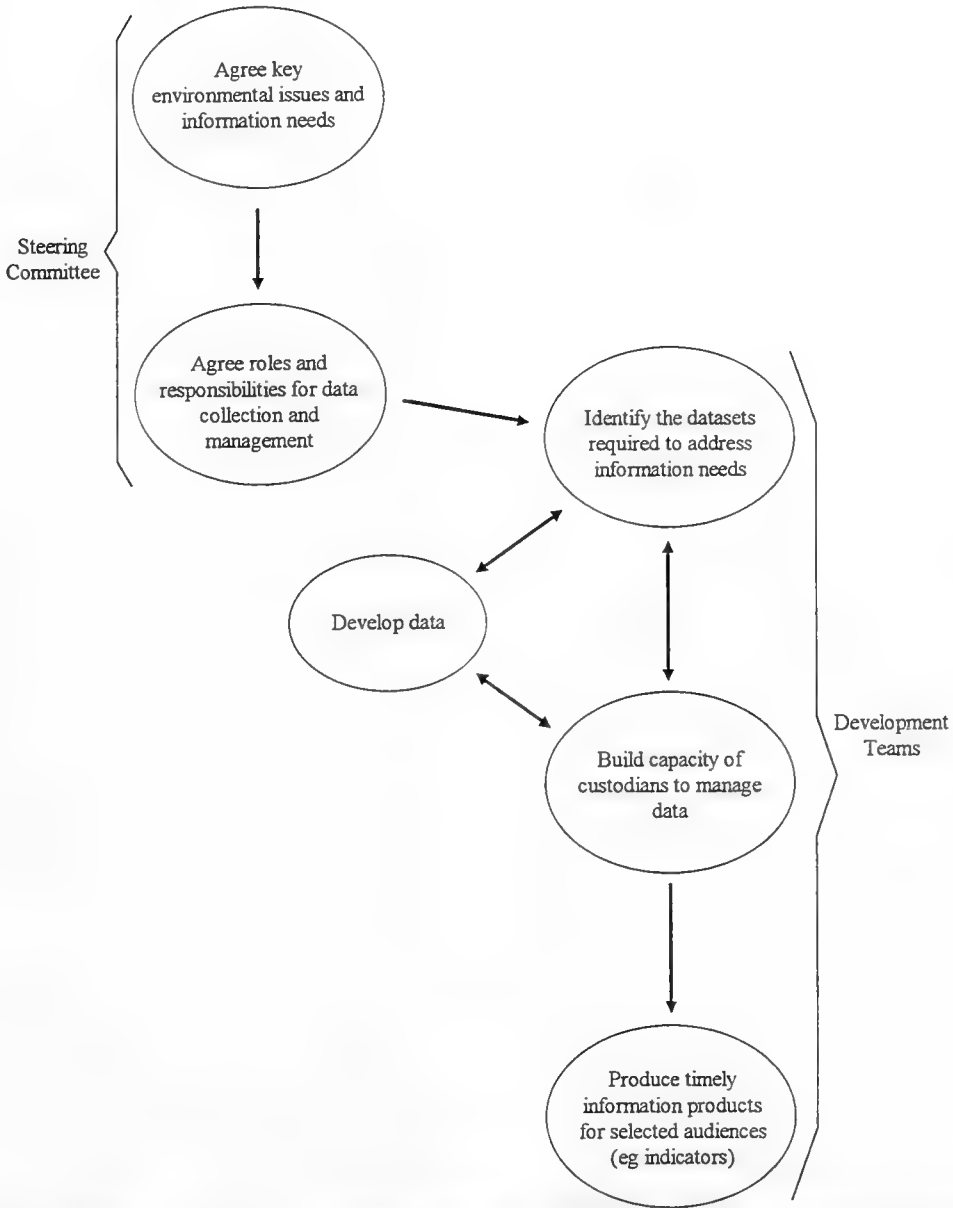 Agree key
environmental issues and
information needs
Steering
Committee
Agree roles and
responsibilities for data
collection and
management
Identify the datasets
required to address
information needs
Develop data
Development
Teams
Build capacity of
custodians to manage
data
Produce timely
information products
for selected audiences
(eg indicators)